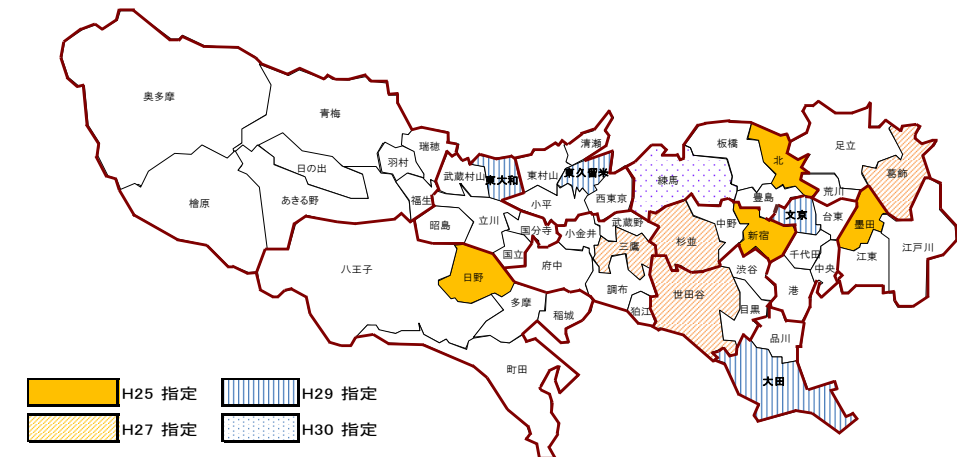 奥多摩
青梅
瑞穂
羽村
日の出
檜原
あきる野
福生
武蔵村山
東大和
東村山
清瀬
東久留米
小平
西東京
昭島
立川
国分寺
国立
小金井
武蔵野
三鷹
八王子
日野
府中
調布
狛江
多摩
稲城
町田
練馬
板橋
北
足立
葛飾
豊島
荒川
文京
台東
墨田
江戸川
杉並
中野
新宿
千代田
中央
江東
世田谷
渋谷
目黒
港
品川
大田
H25 指定
H29 指定
H27 指定
H30 指定